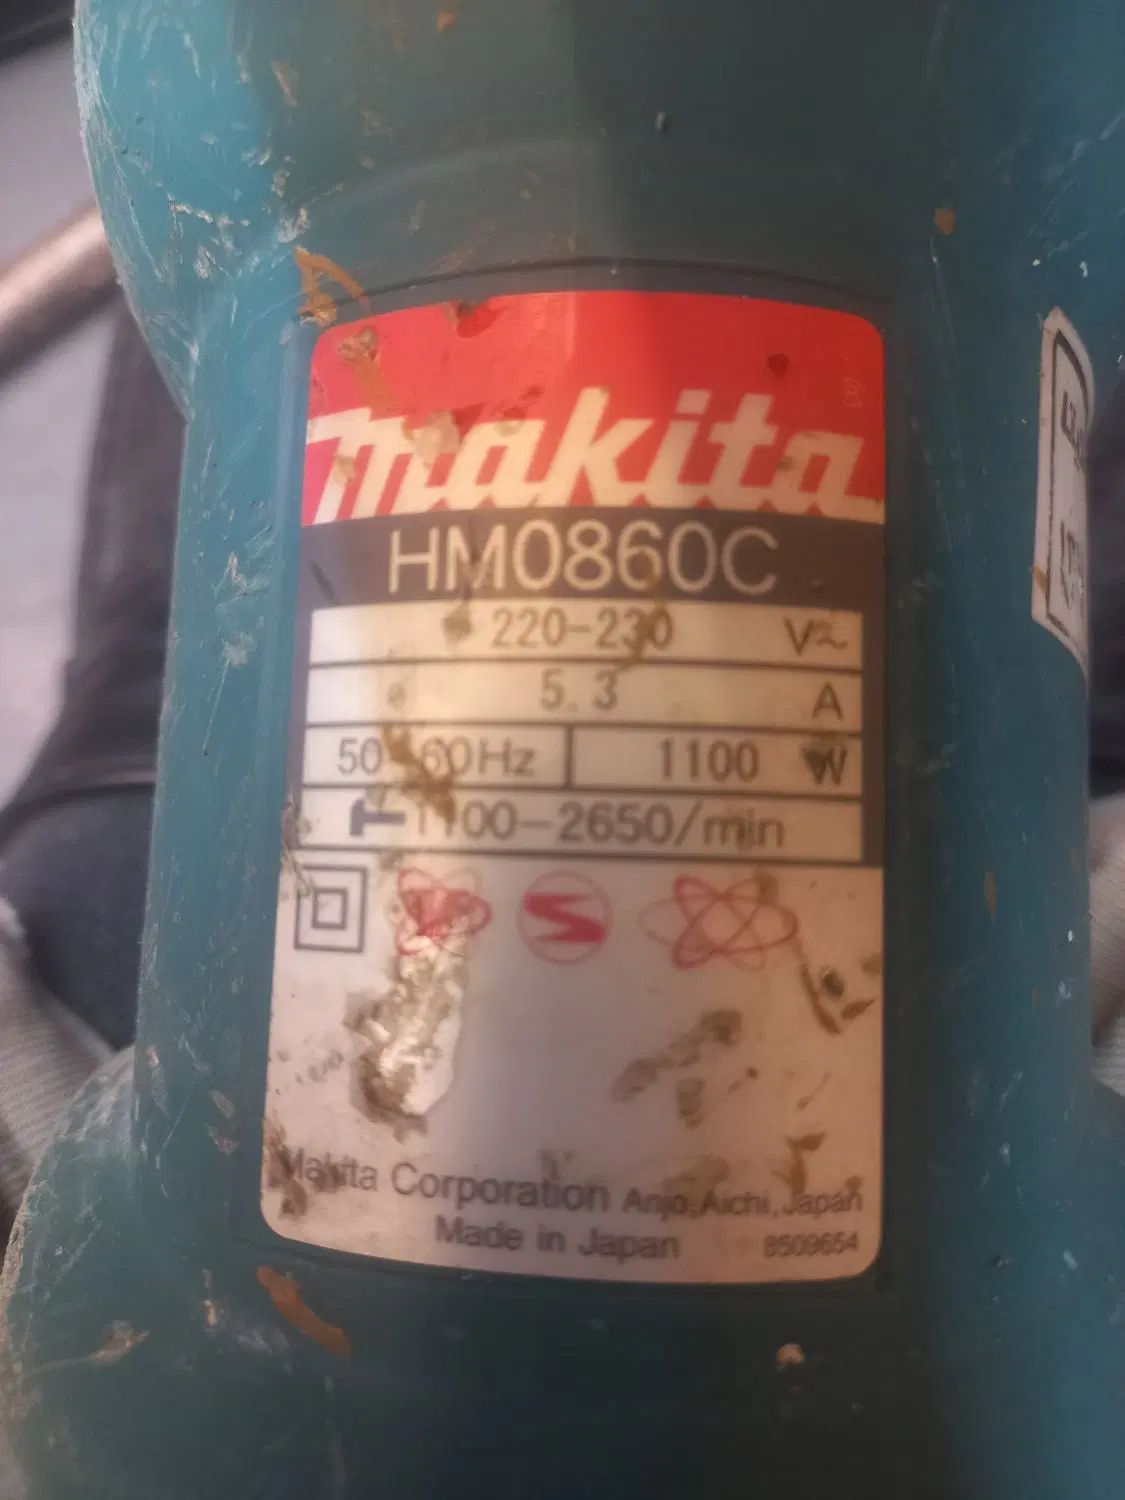 makita
HM0860C
220-230 V~
5.3 A
50-60Hz 1100 W
1100-2650/min
Makita Corporation Anjo,Aichi,Japan
Made in Japan 8509654